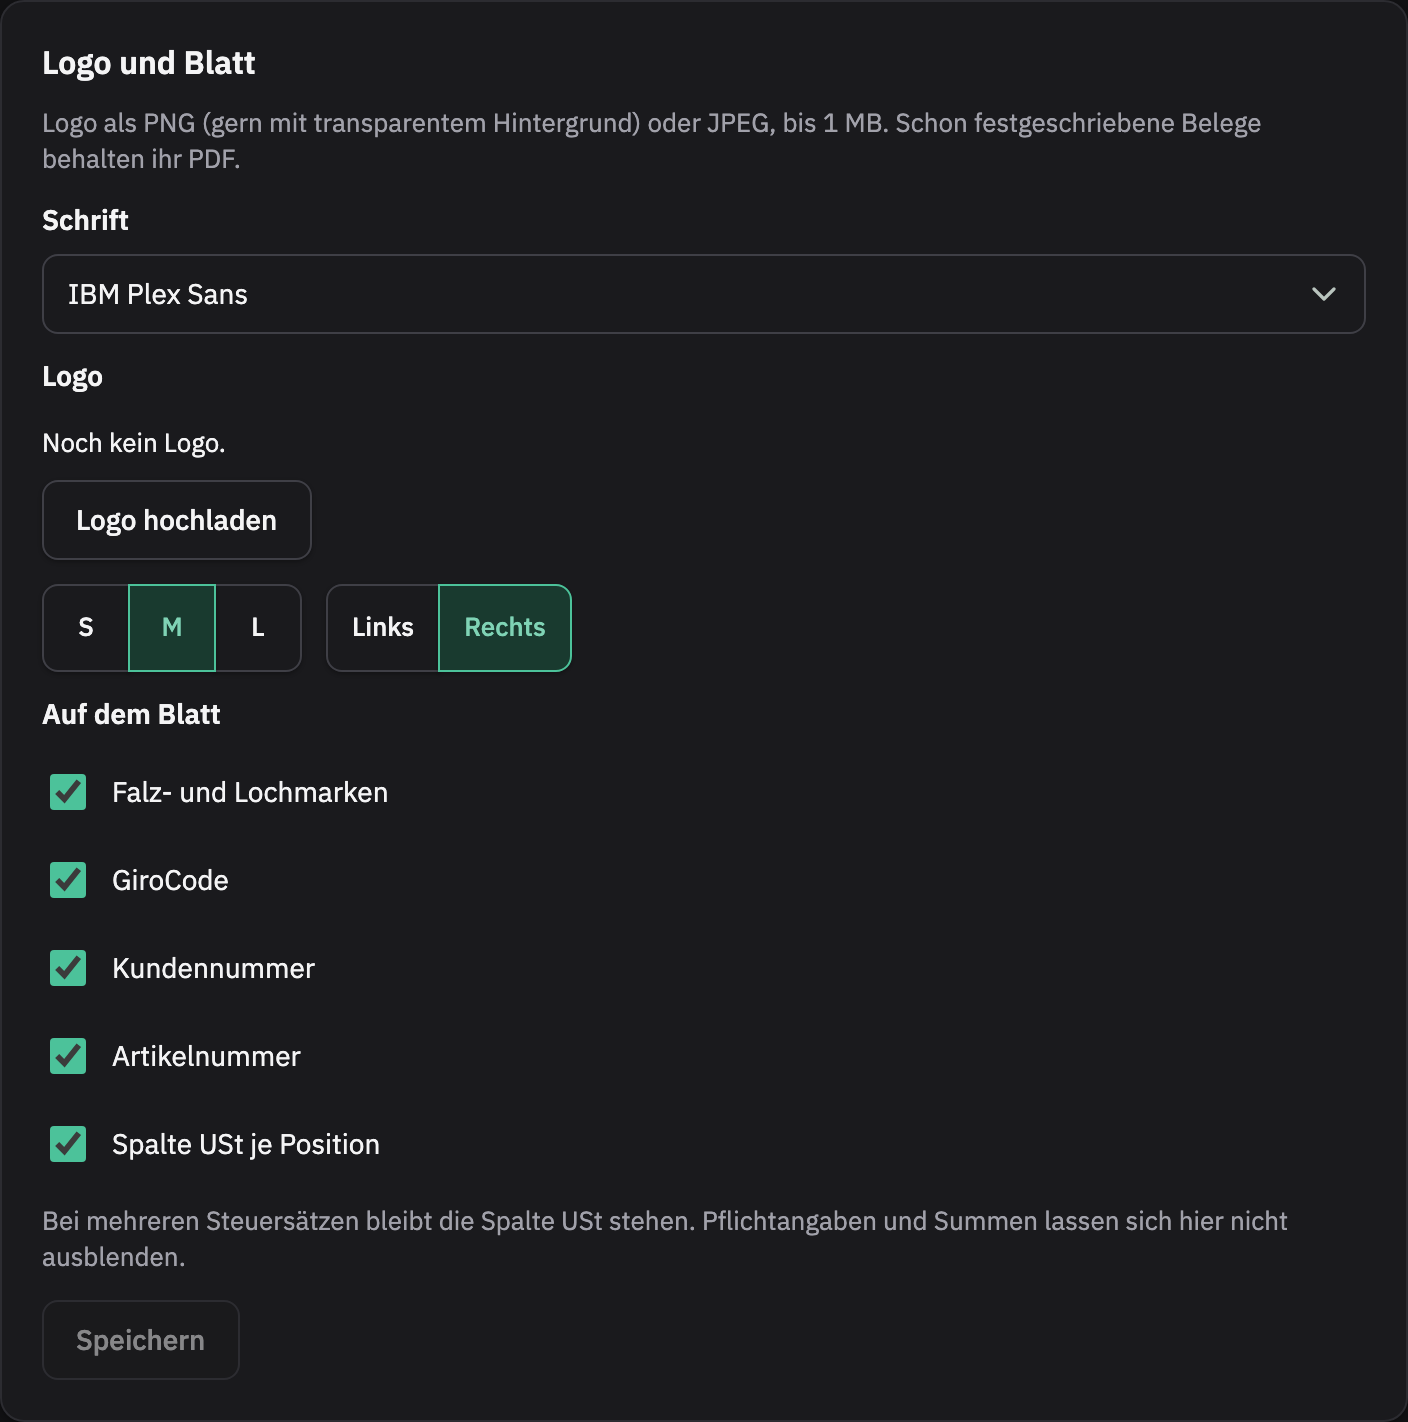 Logo und Blatt
Logo als PNG (gern mit transparentem Hintergrund) oder JPEG, bis 1 MB. Schon festgeschriebene Belege
behalten ihr PDF.
Schrift
IBM Plex Sans
Logo
Noch kein Logo.
Logo hochladen
S M L Links Rechts
Auf dem Blatt
Falz- und Lochmarken
GiroCode
Kundennummer
Artikelnummer
Spalte USt je Position
Bei mehreren Steuersätzen bleibt die Spalte USt stehen. Pflichtangaben und Summen lassen sich hier nicht
ausblenden.
Speichern